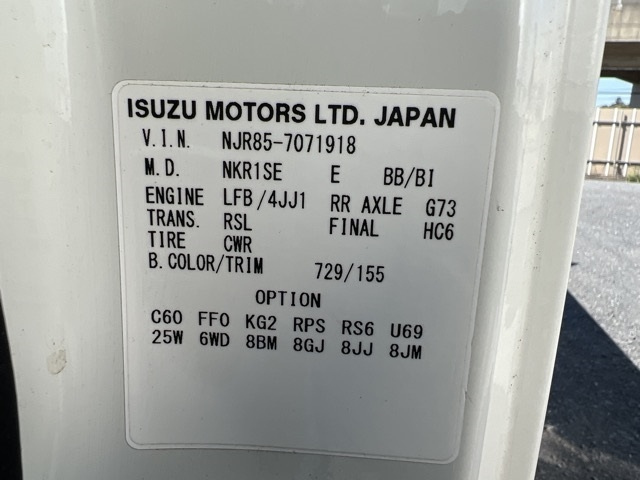 ISUZU MOTORS LTD. JAPAN
V.I.N. NJR85-7071918
M.D. NKR1SE E BB/BI
ENGINE LFB/4JJ1 RR AXLE G73
TRANS. RSL FINAL HC6
TIRE CWR
B.COLOR/TRIM 729/155
OPTION
C60 FF0 KG2 RPS RS6 U69
25W 6WD 8BM 8GJ 8JJ 8JM